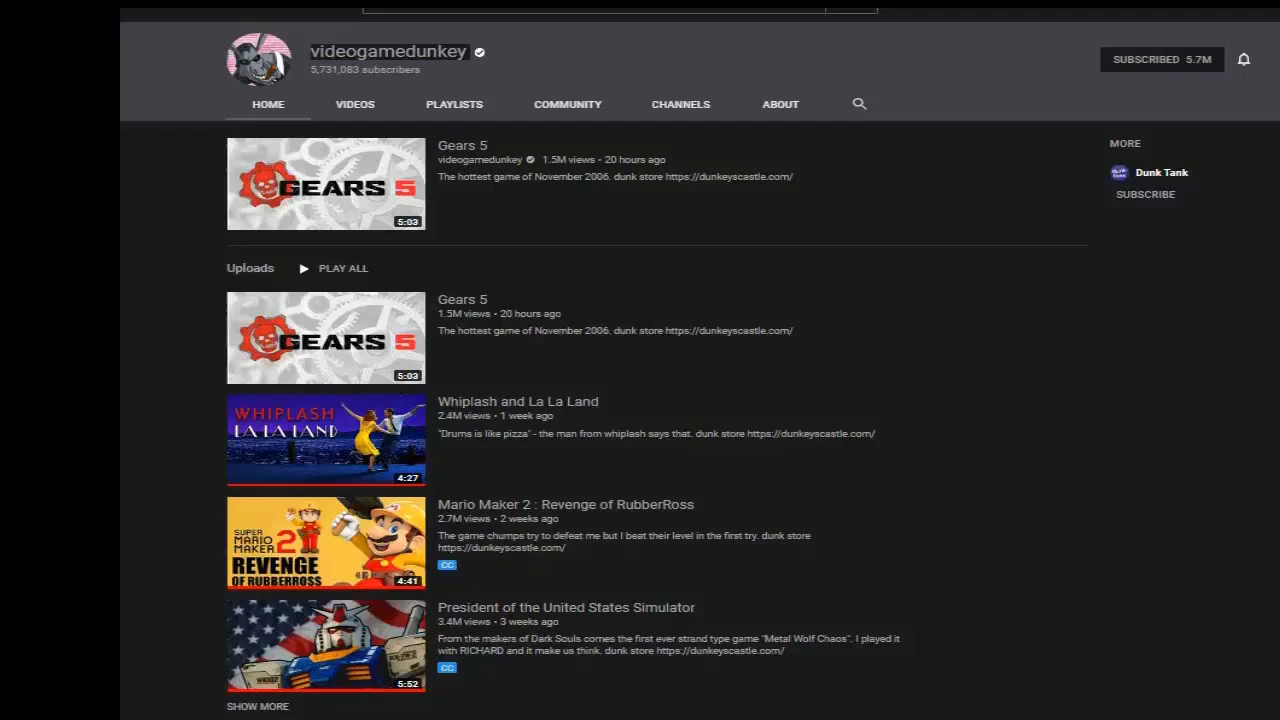 videogamedunkey
5,731,083 subscribers
SUBSCRIBED 5.7M
HOME VIDEOS PLAYLISTS COMMUNITY CHANNELS ABOUT
GEARS 5
5:03
Gears 5
videogamedunkey 1.5M views • 20 hours ago
The hottest game of November 2006. dunk store https://dunkeyscastle.com/
MORE
Dunk Tank
SUBSCRIBE
Uploads PLAY ALL
GEARS 5
5:03
Gears 5
1.5M views • 20 hours ago
The hottest game of November 2006. dunk store https://dunkeyscastle.com/
WHIPLASH
LA LA LAND
4:27
Whiplash and La La Land
2.4M views • 1 week ago
"Drums is like pizza" - the man from whiplash says that. dunk store https://dunkeyscastle.com/
SUPER
MARIO
MAKER 2
REVENGE
OF RUBBERROSS
4:41
Mario Maker 2 : Revenge of RubberRoss
2.7M views • 2 weeks ago
The game chumps try to defeat me but I beat their level in the first try. dunk store
https://dunkeyscastle.com/
CC
5:52
President of the United States Simulator
3.4M views • 3 weeks ago
From the makers of Dark Souls comes the first ever strand type game "Metal Wolf Chaos". I played it
with RICHARD and it make us think. dunk store https://dunkeyscastle.com/
CC
SHOW MORE